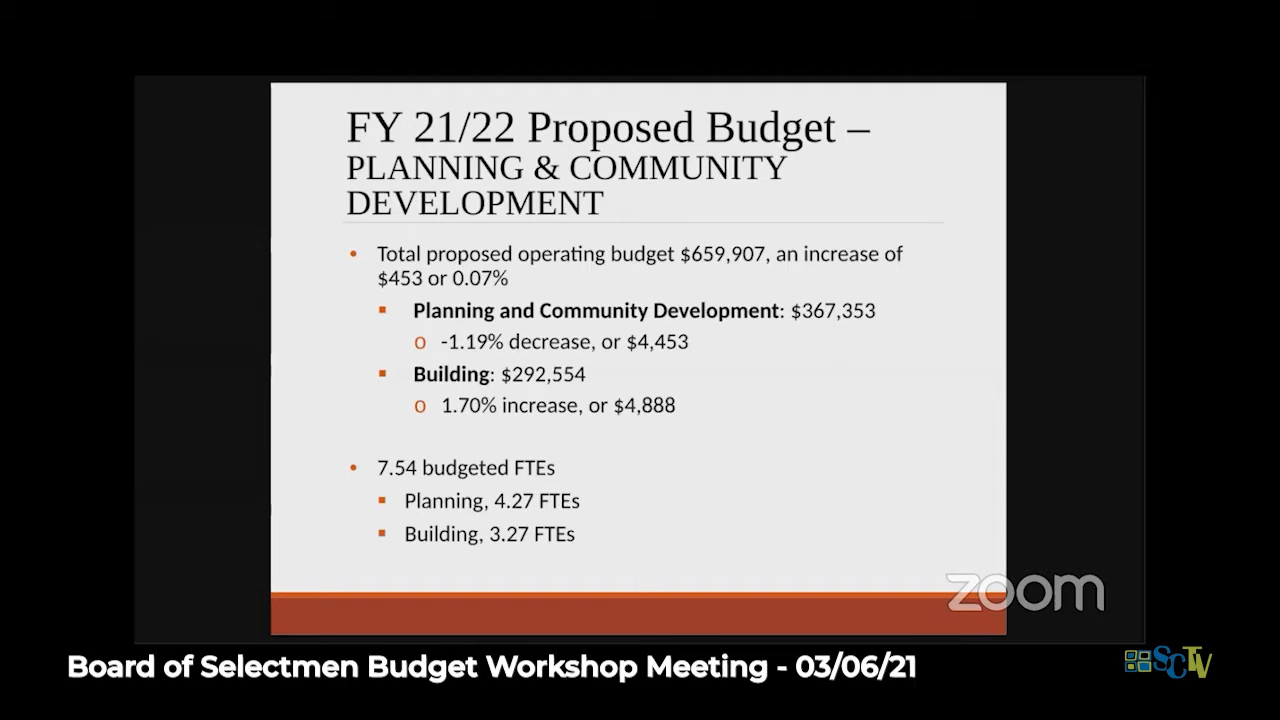 FY 21/22 Proposed Budget –
PLANNING & COMMUNITY
DEVELOPMENT
• Total proposed operating budget $659,907, an increase of
$453 or 0.07%
▪ Planning and Community Development: $367,353
o -1.19% decrease, or $4,453
▪ Building: $292,554
o 1.70% increase, or $4,888
• 7.54 budgeted FTEs
▪ Planning, 4.27 FTEs
▪ Building, 3.27 FTEs
zoom
Board of Selectmen Budget Workshop Meeting - 03/06/21
SCTV